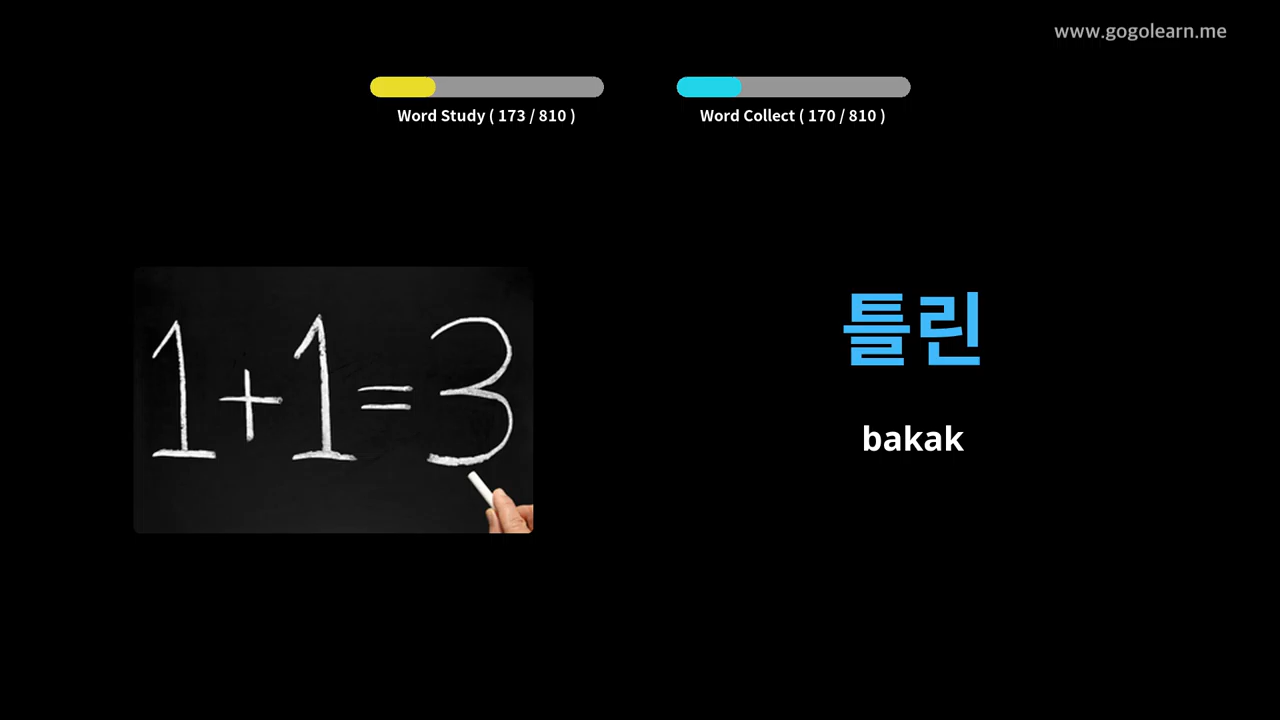 www.gogolearn.me
Word Study ( 173 / 810 )
Word Collect ( 170 / 810 )
1+1=3
틀린
bakak